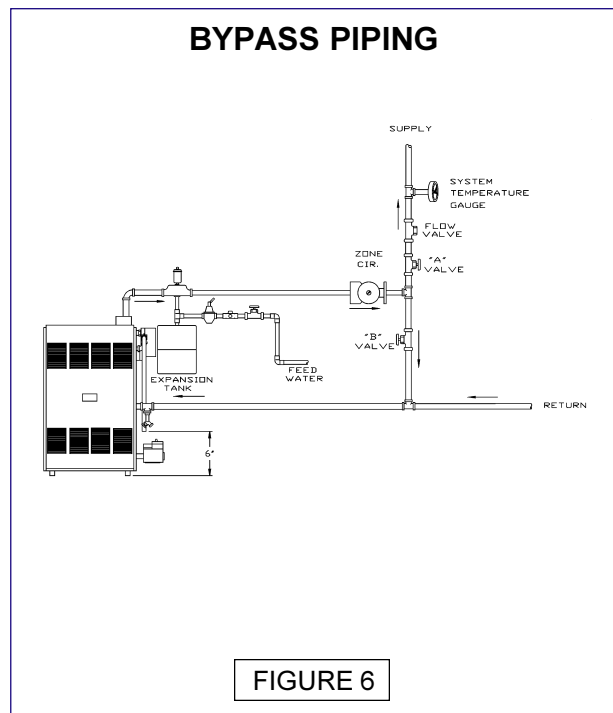 BYPASS PIPING
SUPPLY
SYSTEM
TEMPERATURE
GAUGE
FLOW
VALVE
ZONE
CIR.
"A"
VALVE
"B"
VALVE
FEED
WATER
EXPANSION
TANK
RETURN
6"
FIGURE 6